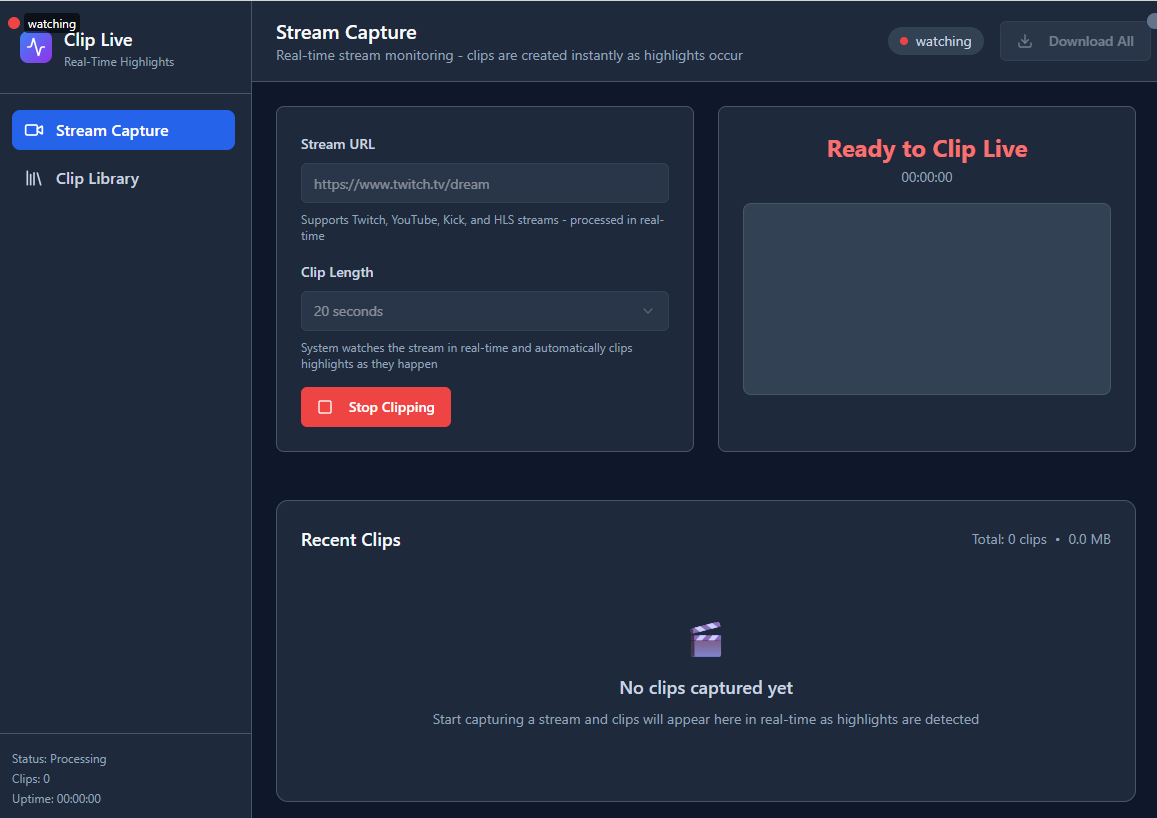 watching
Clip Live
Real-Time Highlights
Stream Capture
Clip Library
Status: Processing
Clips: 0
Uptime: 00:00:00
Stream Capture
Real-time stream monitoring - clips are created instantly as highlights occur
watching
Download All
Stream URL
https://www.twitch.tv/dream
Supports Twitch, YouTube, Kick, and HLS streams - processed in real-
time
Clip Length
20 seconds
System watches the stream in real-time and automatically clips
highlights as they happen
Stop Clipping
Ready to Clip Live
00:00:00
Recent Clips
Total: 0 clips • 0.0 MB
No clips captured yet
Start capturing a stream and clips will appear here in real-time as highlights are detected